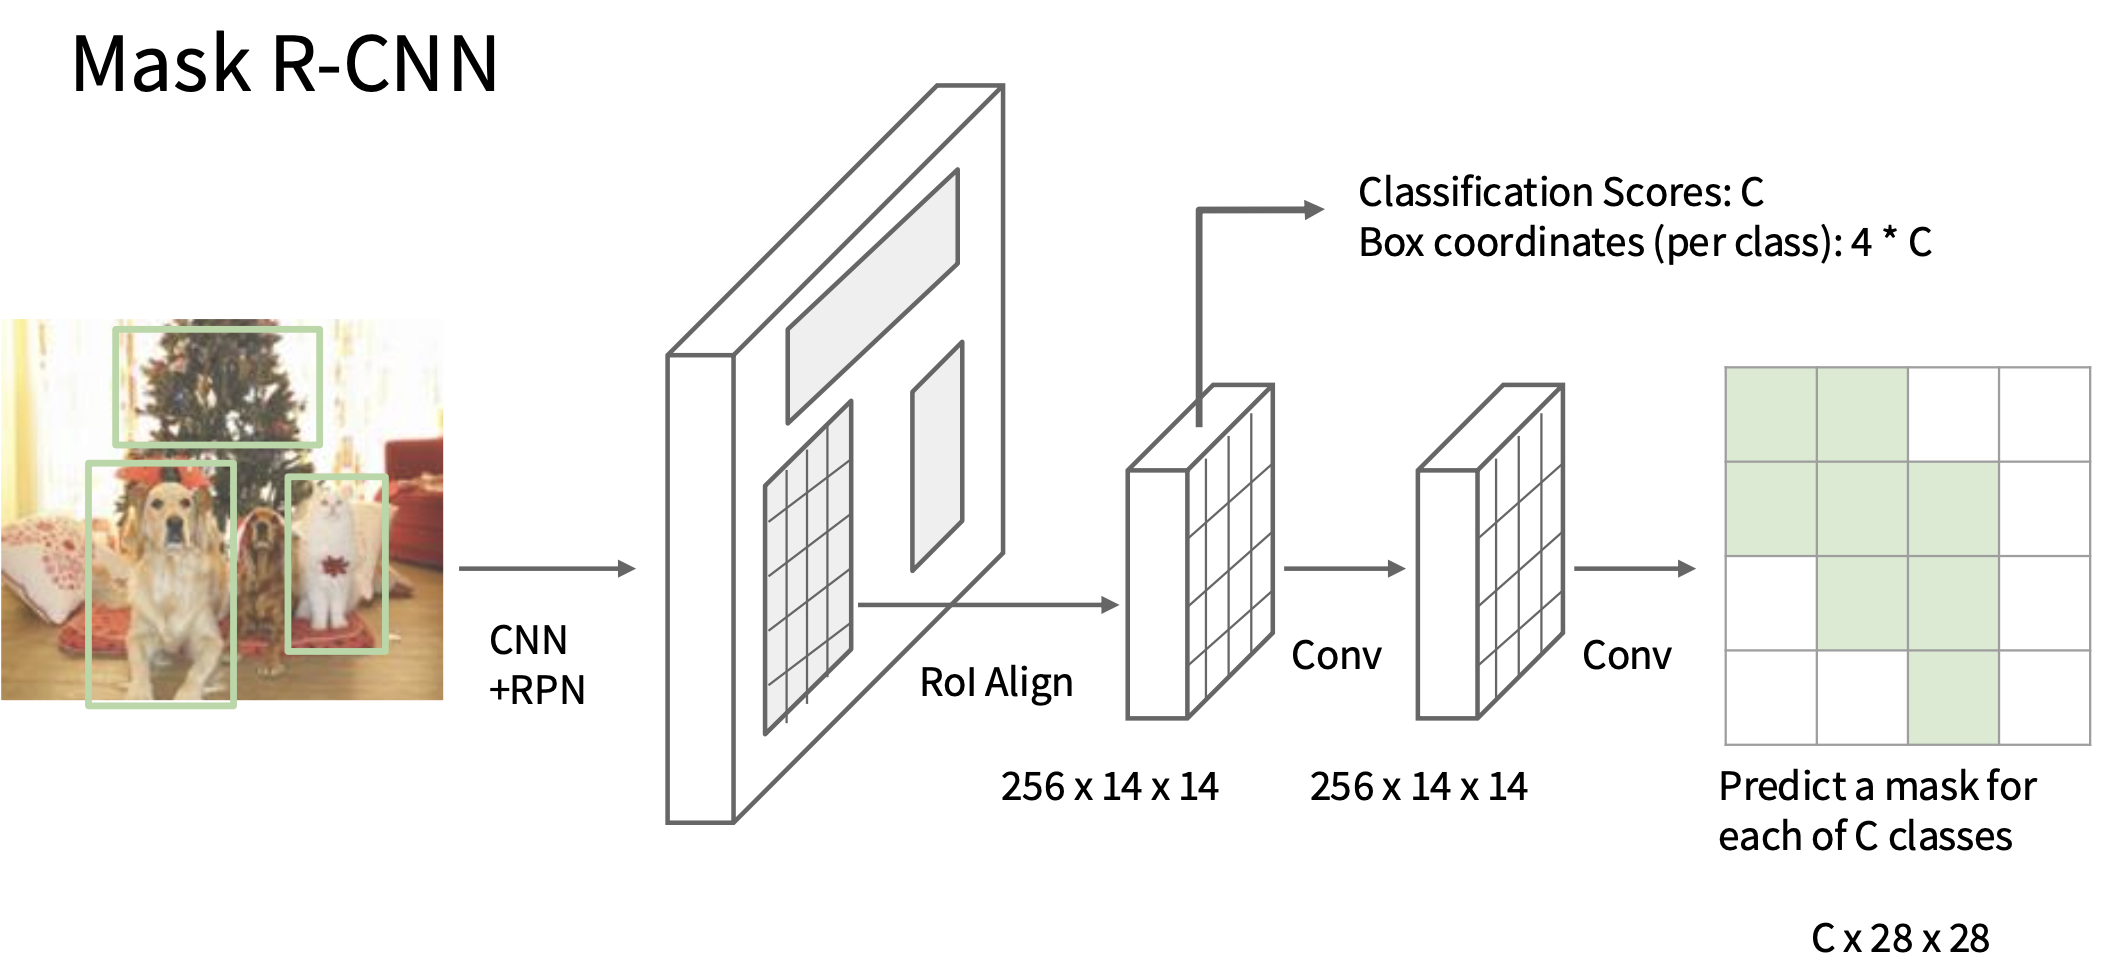 Mask R-CNN
Classification Scores: C
Box coordinates (per class): 4 * C
CNN
+RPN
RoI Align
Conv
Conv
256 x 14 x 14
256 x 14 x 14
Predict a mask for
each of C classes
C x 28 x 28